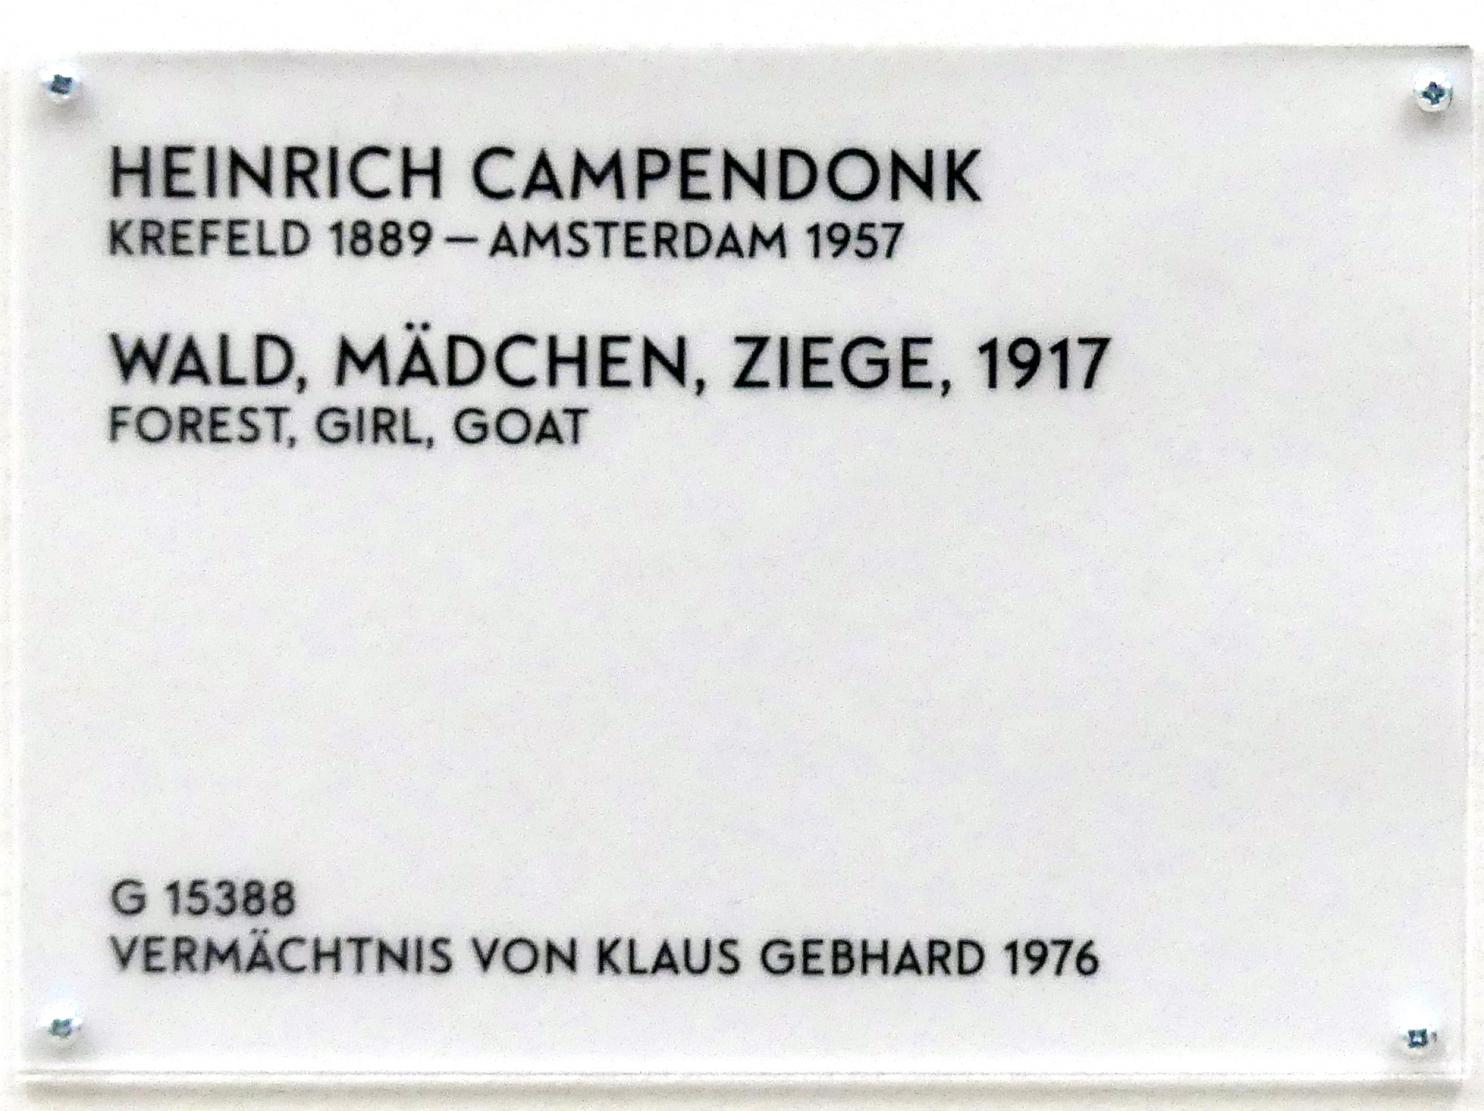 HEINRICH CAMPENDONK
KREFELD 1889 – AMSTERDAM 1957
WALD, MÄDCHEN, ZIEGE, 1917
FOREST, GIRL, GOAT
G 15388
VERMÄCHTNIS VON KLAUS GEBHARD 1976